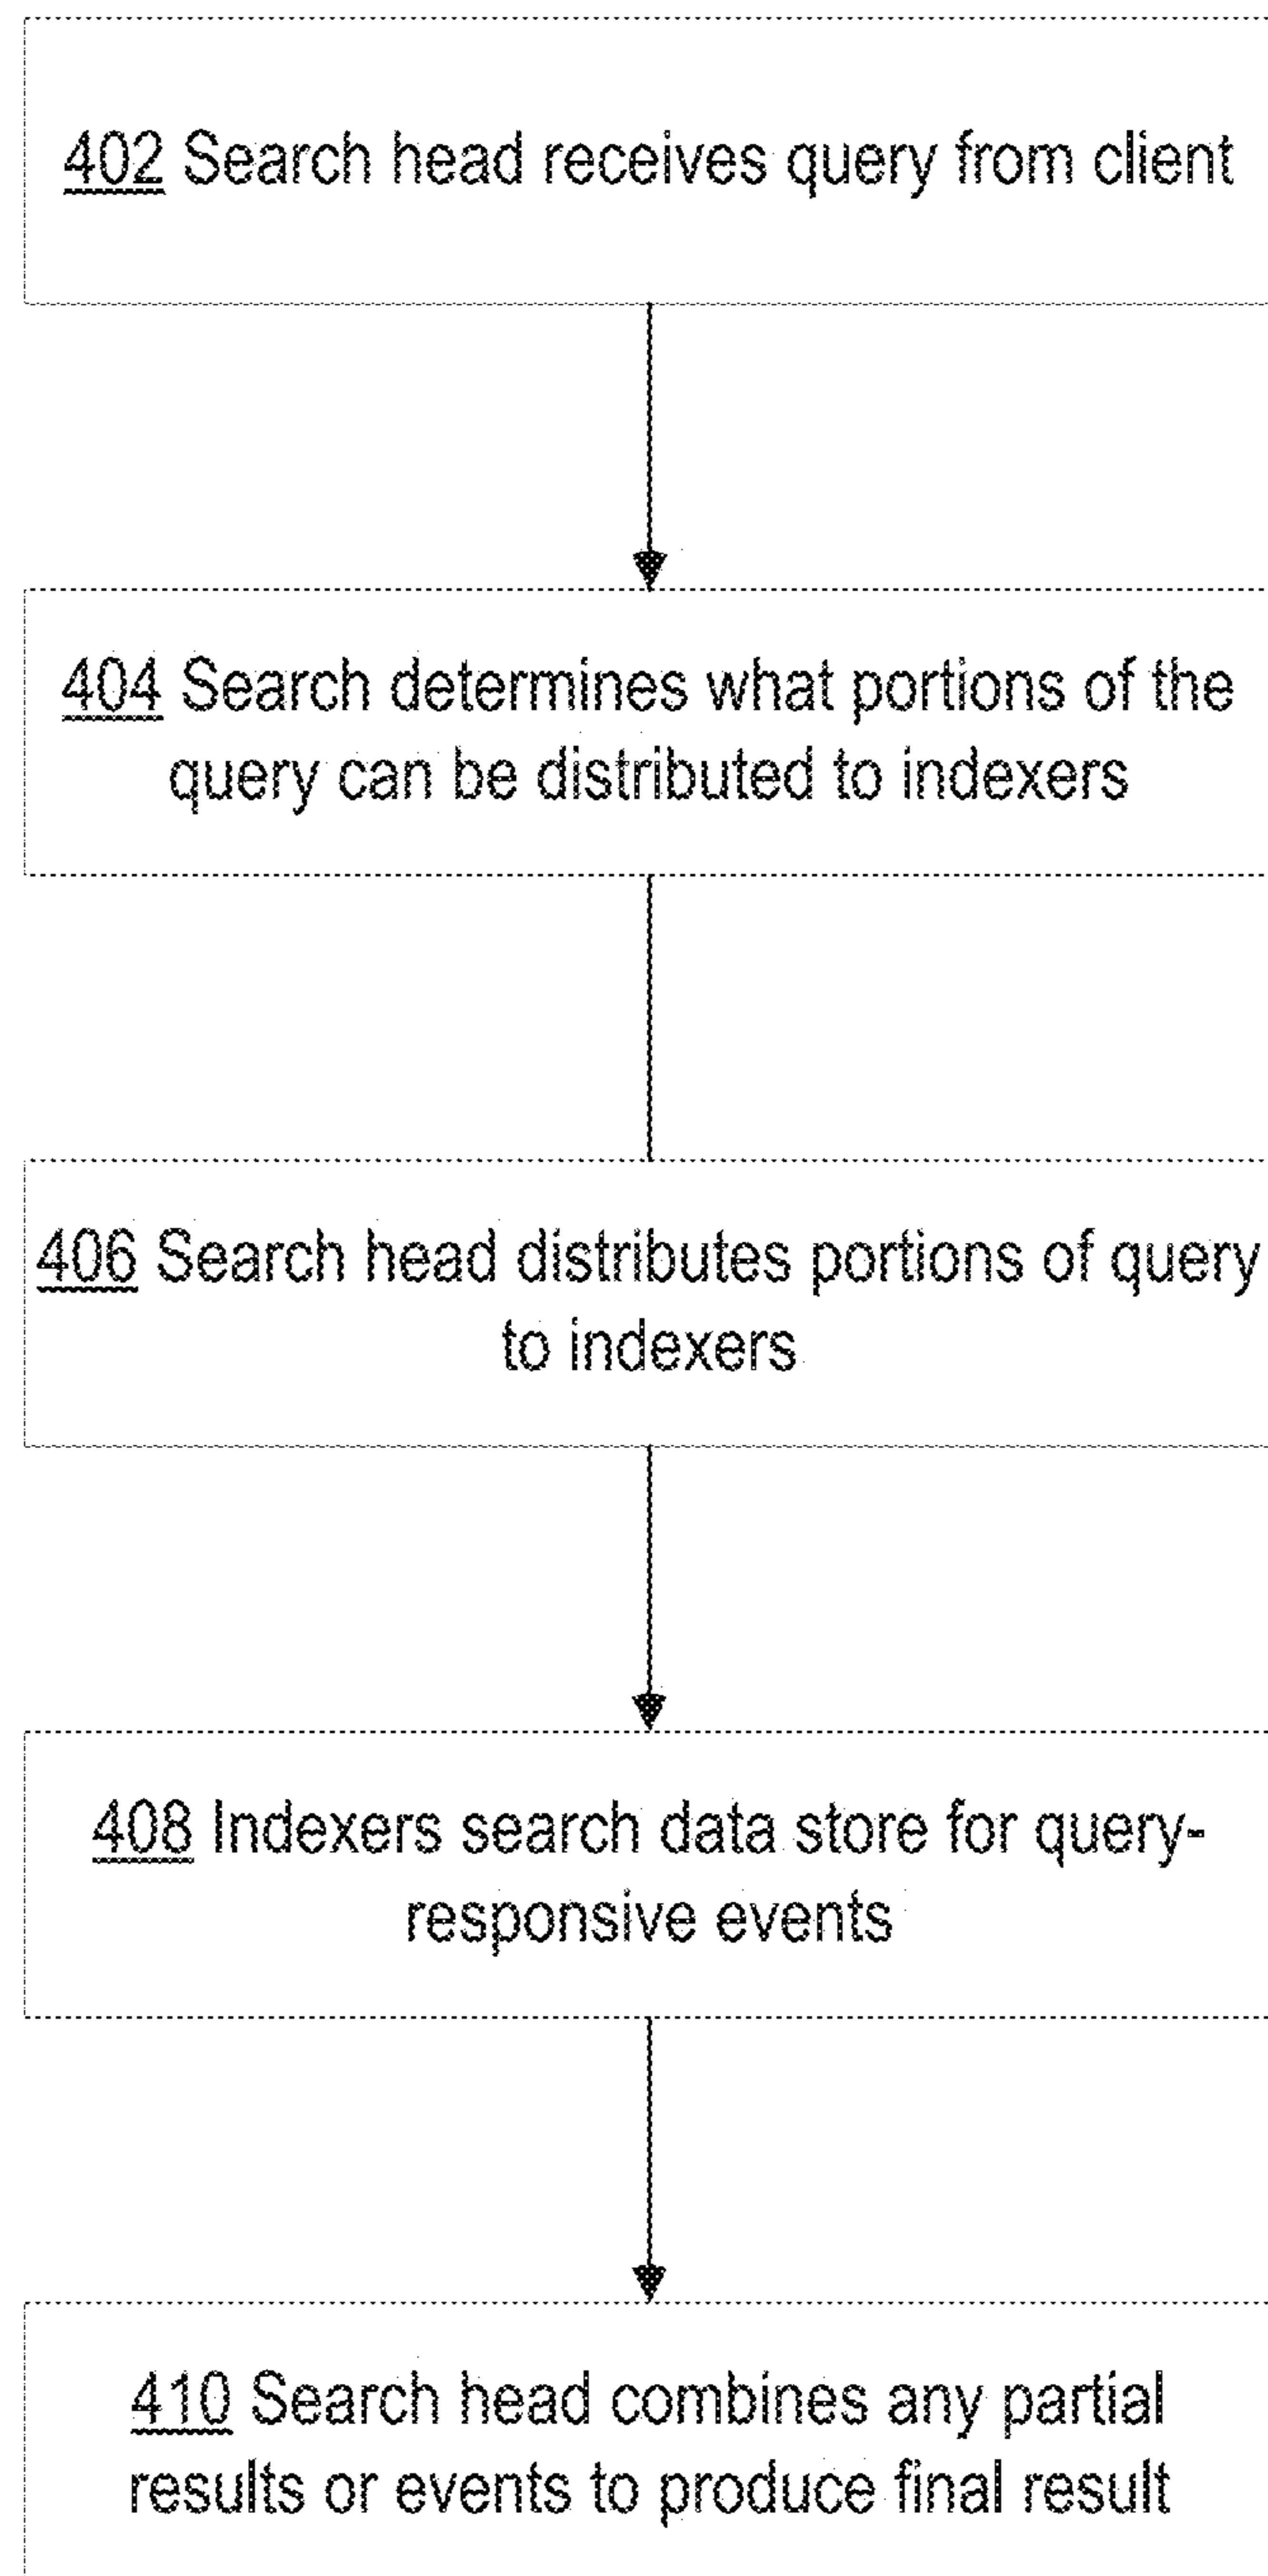 402 Search head receives query from client
404 Search determines what portions of the
query can be distributed to indexers
406 Search head distributes portions of query
to indexers
408 Indexers search data store for query-
responsive events
410 Search head combines any partial
results or events to produce final result